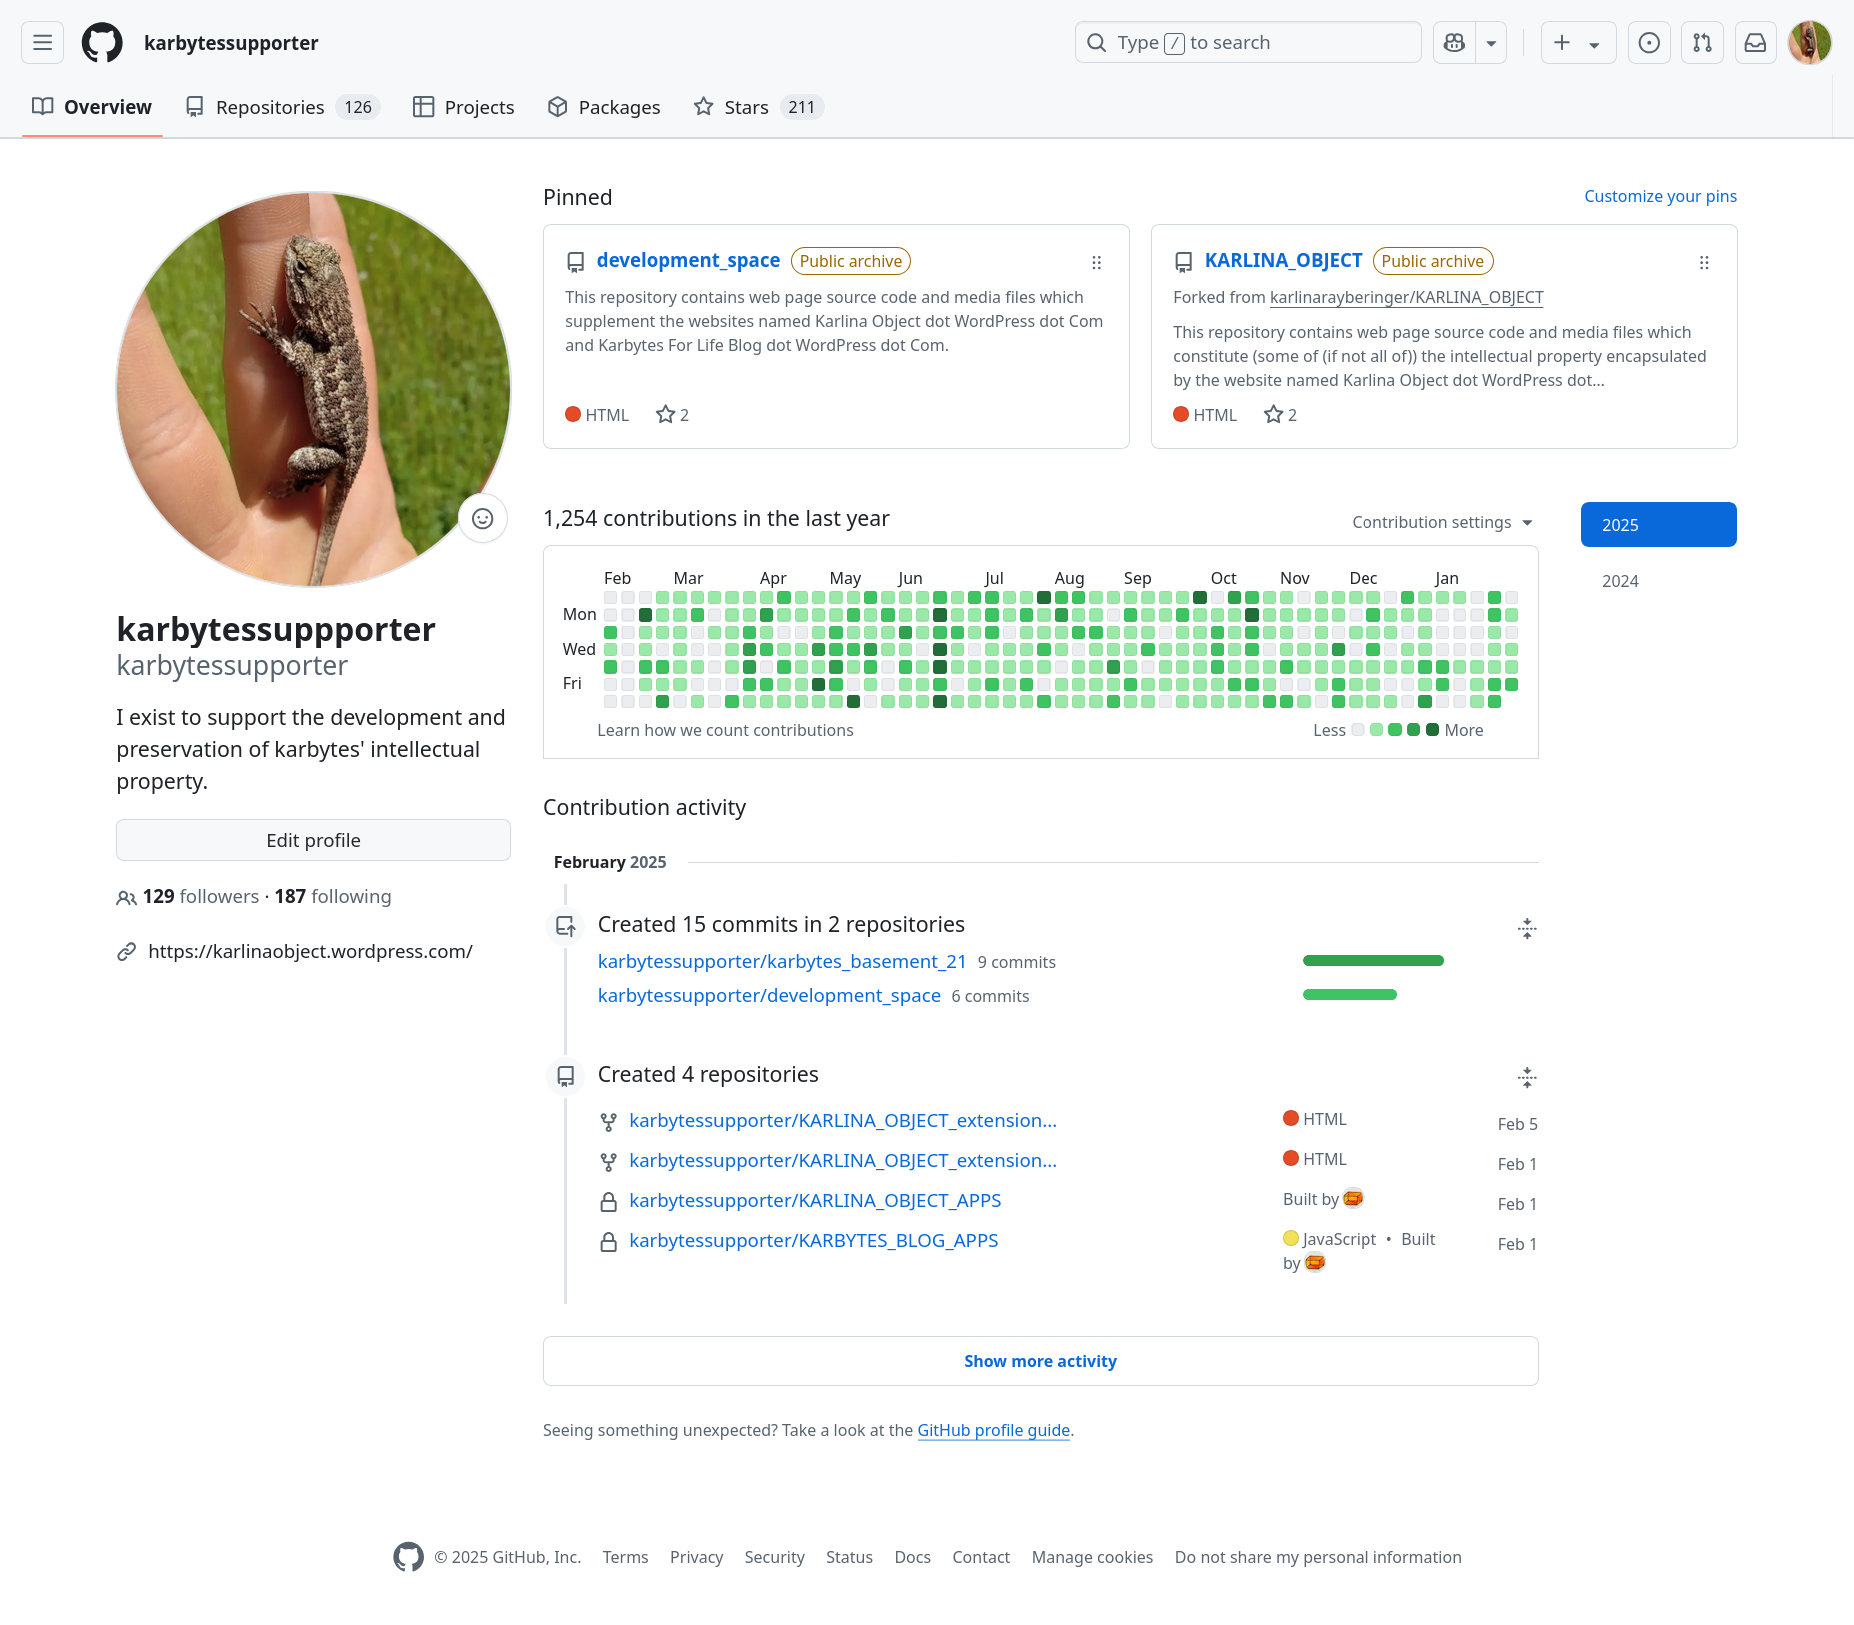 karbytessupporter
Type / to search
Overview
Repositories 126
Projects
Packages
Stars 211
karbytessuppporter
karbytessupporter
I exist to support the development and
preservation of karbytes' intellectual
property.
Edit profile
129 followers · 187 following
https://karlinaobject.wordpress.com/
Pinned
Customize your pins
development_space Public archive
This repository contains web page source code and media files which
supplement the websites named Karlina Object dot WordPress dot Com
and Karbytes For Life Blog dot WordPress dot Com.
HTML 2
KARLINA_OBJECT Public archive
Forked from karlinarayberinger/KARLINA_OBJECT
This repository contains web page source code and media files which
constitute (some of (if not all of)) the intellectual property encapsulated
by the website named Karlina Object dot WordPress dot...
HTML 2
1,254 contributions in the last year
Contribution settings
2025
2024
Feb Mar Apr May Jun Jul Aug Sep Oct Nov Dec Jan
Mon
Wed
Fri
Learn how we count contributions
Less More
Contribution activity
February 2025
Created 15 commits in 2 repositories
karbytessupporter/karbytes_basement_21 9 commits
karbytessupporter/development_space 6 commits
Created 4 repositories
karbytessupporter/KARLINA_OBJECT_extension... HTML Feb 5
karbytessupporter/KARLINA_OBJECT_extension... HTML Feb 1
karbytessupporter/KARLINA_OBJECT_APPS Built by Feb 1
karbytessupporter/KARBYTES_BLOG_APPS JavaScript • Built Feb 1
by
Show more activity
Seeing something unexpected? Take a look at the GitHub profile guide.
© 2025 GitHub, Inc. Terms Privacy Security Status Docs Contact Manage cookies Do not share my personal information